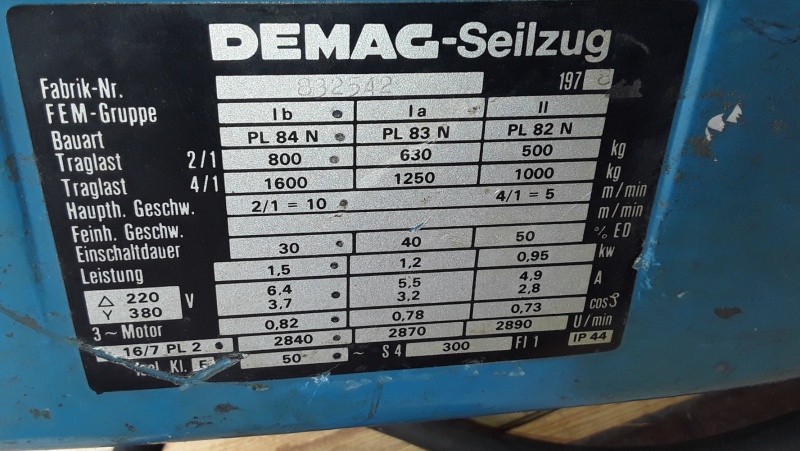 DEMAG-Seilzug
Fabrik-Nr. 832542 1978
FEM-Gruppe Ib Ia II
Bauart PL 84 N PL 83 N PL 82 N
Traglast 2/1 800 630 500 kg
Traglast 4/1 1600 1250 1000 kg
Haupth. Geschw. 2/1 = 10 4/1 = 5 m/min
Feinh. Geschw. m/min
Einschaltdauer 30 40 50 % ED
Leistung 1,5 1,2 0,95 kw
△ 220 V 6,4 5,5 4,9 A
Y 380 3,7 3,2 2,8
3~ Motor 0,82 0,78 0,73 cos φ
16/7 PL 2 2840 2870 2890 U/min
Kl. F 50 ~ S 4 300 FI 1 IP 44